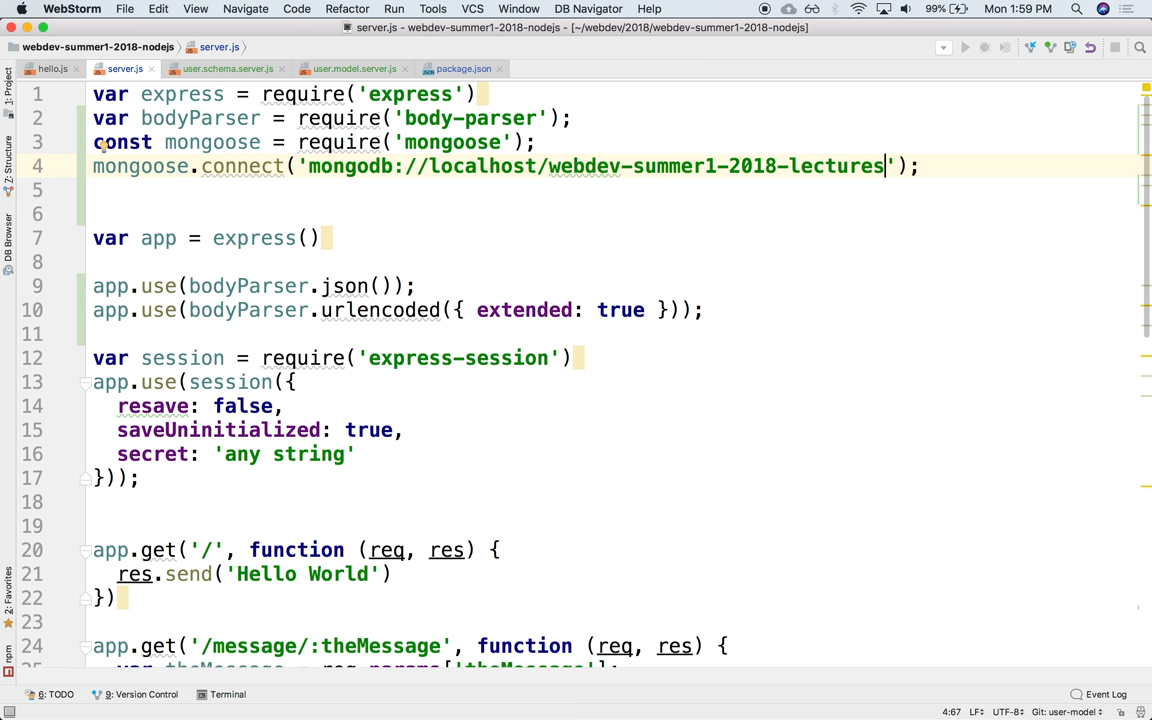 WebStorm File Edit View Navigate Code Refactor Run Tools VCS Window DB Navigator Help 99% Mon 1:59 PM
server.js - webdev-summer1-2018-nodejs - [~/webdev/2018/webdev-summer1-2018-nodejs]
webdev-summer1-2018-nodejs server.js
hello.js server.js user.schema.server.js user.model.server.js package.json
1: Project
7: Structure
DB Browser
2: Favorites
npm
1 var express = require('express')
2 var bodyParser = require('body-parser');
3 const mongoose = require('mongoose');
4 mongoose.connect('mongodb://localhost/webdev-summer1-2018-lectures');
5
6
7 var app = express()
8
9 app.use(bodyParser.json());
10 app.use(bodyParser.urlencoded({ extended: true }));
11
12 var session = require('express-session')
13 app.use(session({
14 resave: false,
15 saveUninitialized: true,
16 secret: 'any string'
17 }));
18
19
20 app.get('/', function (req, res) {
21 res.send('Hello World')
22 })
23
24 app.get('/message/:theMessage', function (req, res) {
25 var theMessage = req.params['theMessage'];
6: TODO 9: Version Control Terminal Event Log
4:67 LF UTF-8 Git: user-model